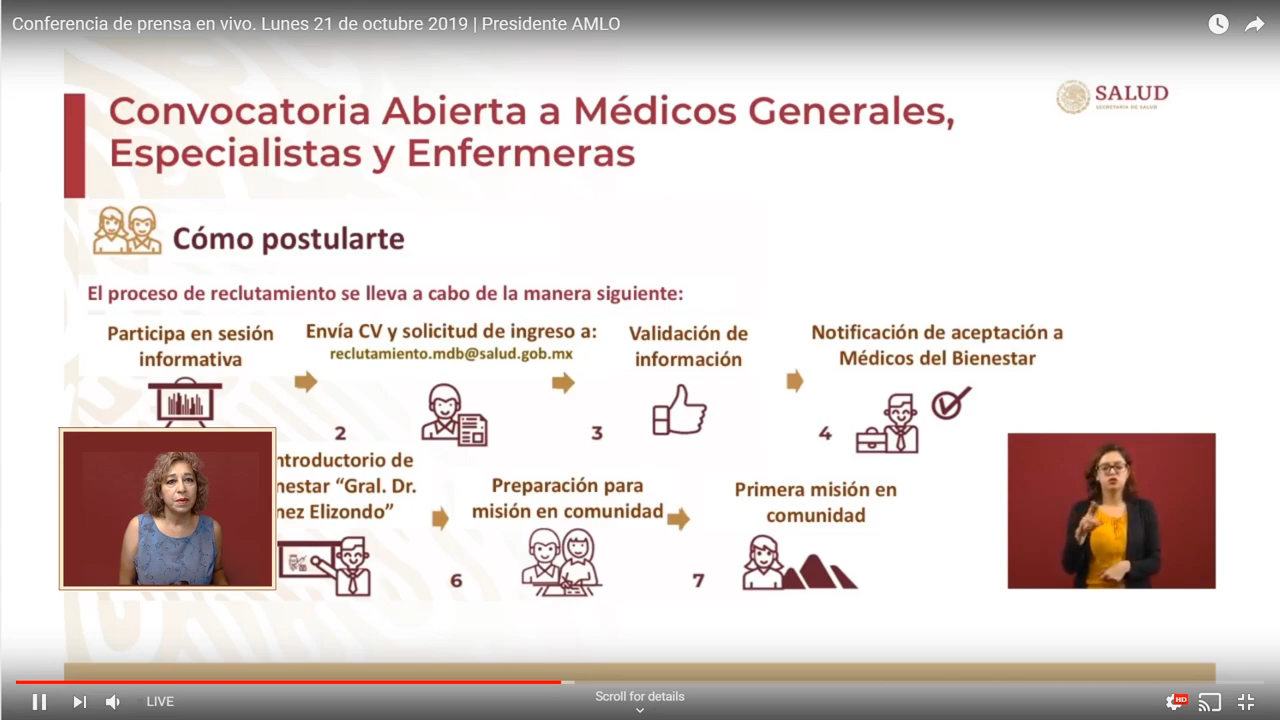 Conferencia de prensa en vivo. Lunes 21 de octubre 2019 | Presidente AMLO
SALUD
SECRETARÍA DE SALUD
Convocatoria Abierta a Médicos Generales,
Especialistas y Enfermeras
Cómo postularte
El proceso de reclutamiento se lleva a cabo de la manera siguiente:
Participa en sesión
informativa
Envía CV y solicitud de ingreso a:
reclutamiento.mdb@salud.gob.mx
2
Validación de
información
3
Notificación de aceptación a
Médicos del Bienestar
4
ntroductorio de
nestar “Gral. Dr.
nez Elizondo”
Preparación para
misión en comunidad
6
Primera misión en
comunidad
7
LIVE
Scroll for details
HD